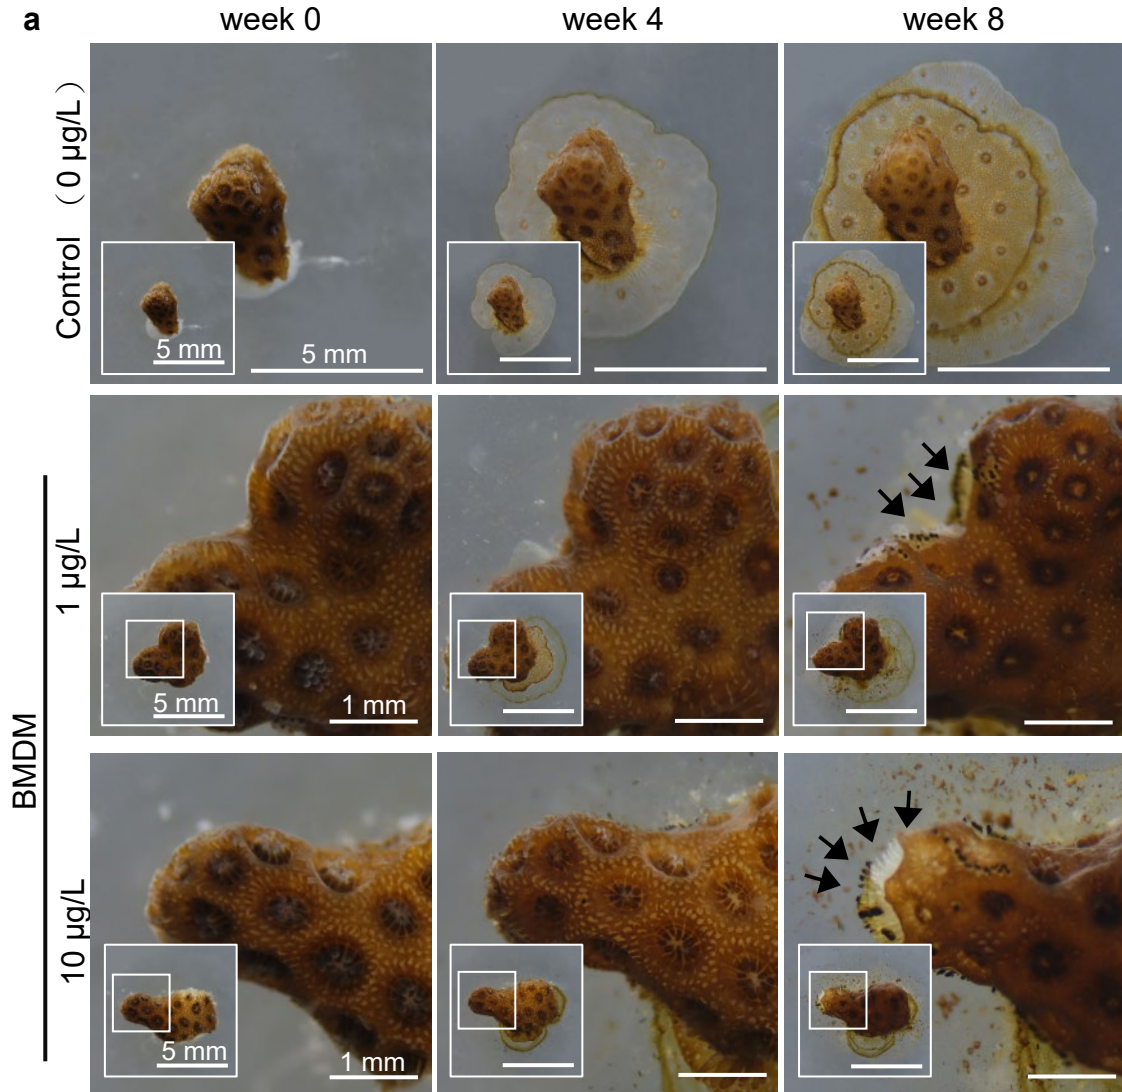 a
week 0
week 4
week 8
Control （0 µg/L）
5 mm
5 mm
BMDM
1 µg/L
5 mm
1 mm
10 µg/L
5 mm
1 mm